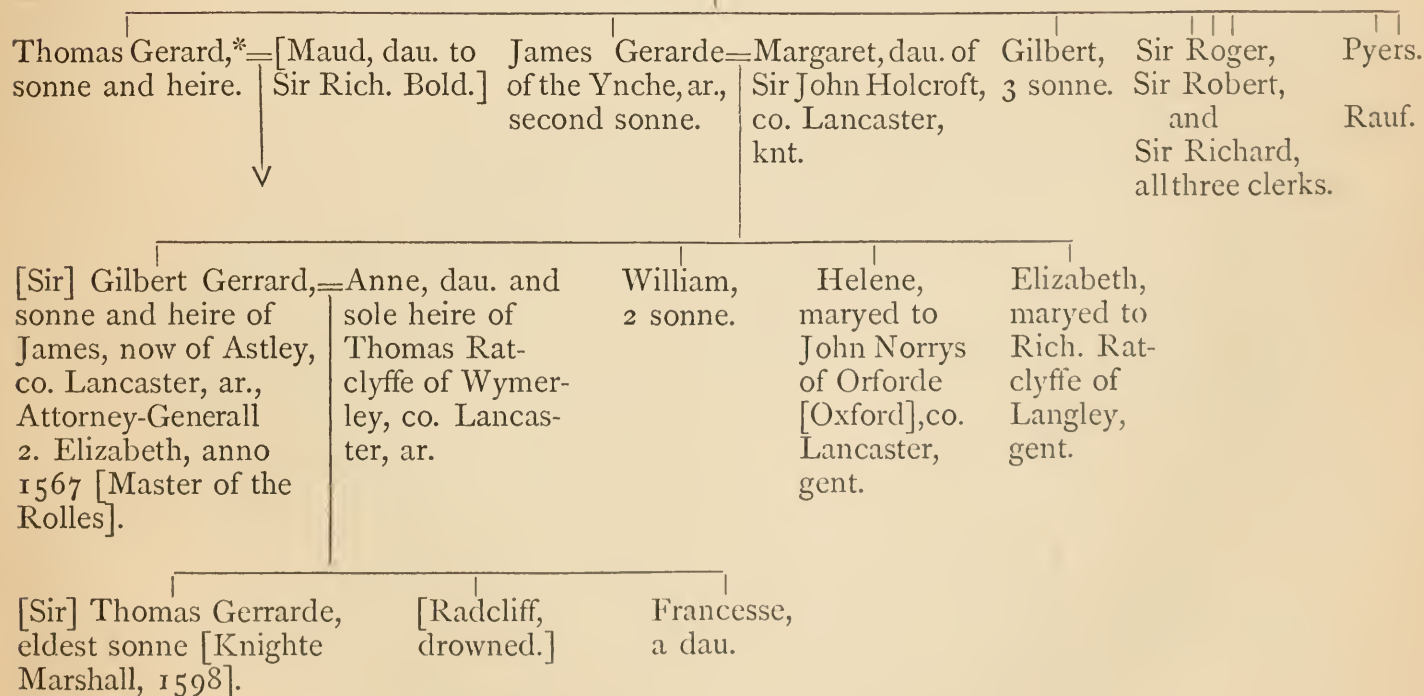 Thomas Gerard,*=
sonne and heire.
[Maud, dau. to
Sir Rich. Bold.]
James Gerarde=
of the Ynche, ar.,
second sonne.
Margaret, dau. of
Sir John Holcroft,
co. Lancaster,
knt.
Gilbert,
3 sonne.
Sir Roger,
Sir Robert,
and
Sir Richard,
all three clerks.
Pyers.
Rauf.
[Sir] Gilbert Gerrard,=
sonne and heire of
James, now of Astley,
co. Lancaster, ar.,
Attorney-Generall
2. Elizabeth, anno
1567 [Master of the
Rolles].
Anne, dau. and
sole heire of
Thomas Rat-
clyffe of Wymer-
ley, co. Lancas-
ter, ar.
William,
2 sonne.
Helene,
maryed to
John Norrys
of Orforde
[Oxford], co.
Lancaster,
gent.
Elizabeth,
maryed to
Rich. Rat-
clyffe of
Langley,
gent.
[Sir] Thomas Gerrarde,
eldest sonne [Knighte
Marshall, 1598].
[Radcliff,
drowned.]
Francesse,
a dau.